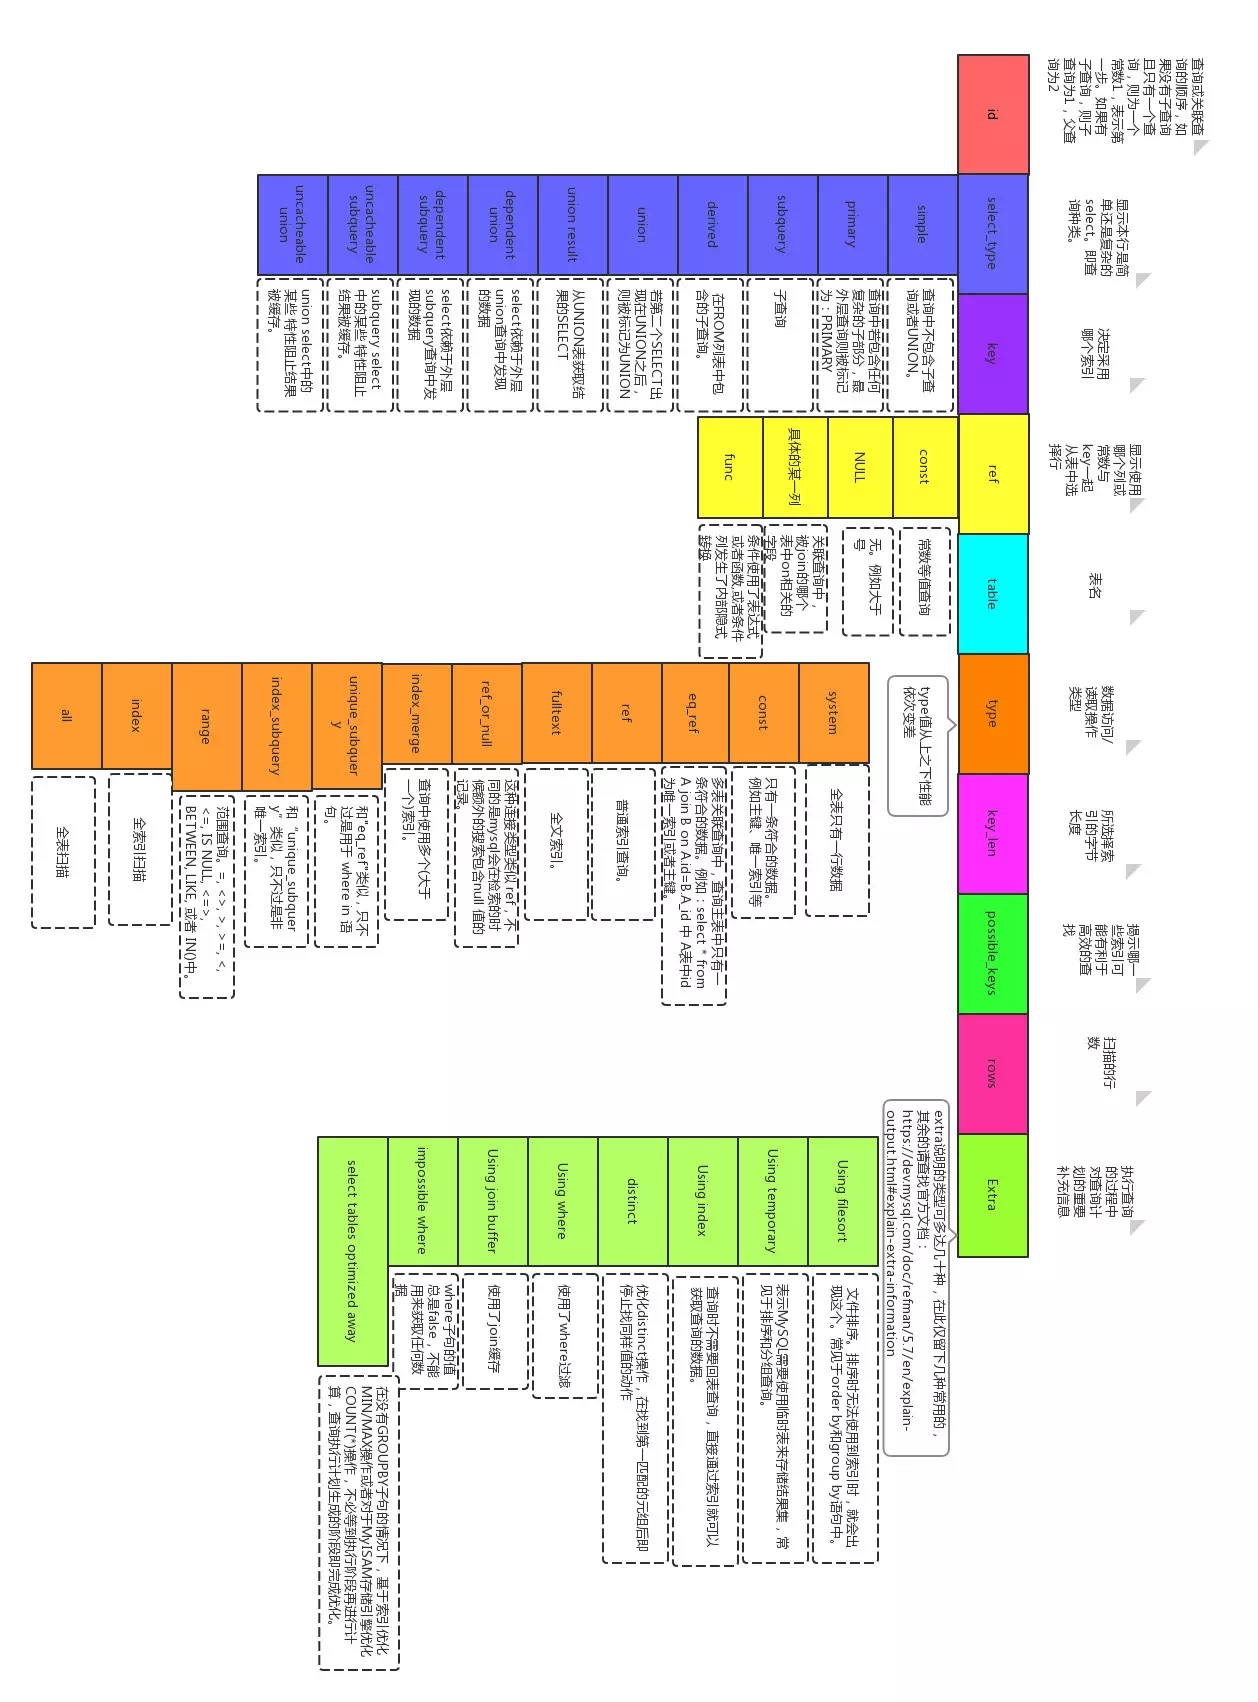 查询或关联查
询的顺序，如
果没有子查询
且只有一个查
询，则为一个
常数1，表示第
一步。如果有
子查询，则子
查询为1，父查
询为2
显示本行是简
单还是复杂的
select。即查
询种类。
决定采用
哪个索引
显示使用
哪个列或
常数与
key一起
从表中选
择行
表名
数据访问/
读取操作
类型
所选择索
引的字节
长度
揭示哪一
些索引可
能有利于
高效的查
找
扫描的行
数
执行查询
的过程中
对查询计
划的重要
补充信息
id
select_type
key
ref
table
type
key_len
possible_keys
rows
Extra
simple
查询中不包含子查
询或者UNION。
primary
查询中若包含任何
复杂的子部分，最
外层查询则被标记
为：PRIMARY
subquery
子查询
derived
在FROM列表中包
含的子查询。
union
若第二个SELECT出
现在UNION之后，
则被标记为UNION
union result
从UNION表获取结
果的SELECT
dependent
union
select依赖于外层
union查询中发现
的数据
dependent
subquery
select依赖于外层
subquery查询中发
现的数据
uncacheable
subquery
subquery select
中的某些 特性阻止
结果被缓存。
uncacheable
union
union select中的
某些 特性阻止结果
被缓存。
const
常数等值查询
NULL
无。例如大于
号
具体的某一列
关联查询中，
被join的哪个
表中on相关的
字段
func
条件使用了表达式
或者函数,或者条件
列发生了内部隐式
转换
type值从上之下性能
依次变差
system
全表只有一行数据
const
只有一条符合的数据。
例如主键、唯一索引等
eq_ref
多表关联查询中，查询主表中只有一
条符合的数据。例如：select * from
A join B on A.id=B.A_id 中 A表中id
为唯一索引或者主键。
ref
普通索引查询。
fulltext
全文索引。
ref_or_null
这种连接类型类似 ref，不
同的是mysql会在检索的时
候额外的搜索包含null 值的
记录。
index_merge
查询中使用多个(大于
一个)索引
unique_subquer
y
和"eq_ref"类似，只不
过是用于 where in 语
句。
index_subquery
和 “unique_subquer
y” 类似，只不过是非
唯一索引。
range
范围查询。=, <>, >, >=, <,
<=, IS NULL, <=>,
BETWEEN, LIKE, 或者 IN()中。
index
全索引扫描
all
全表扫描
extra说明的类型可多达几十种，在此仅留下几种常用的，
其余的请查找官方文档：
https://dev.mysql.com/doc/refman/5.7/en/explain-
output.html#explain-extra-information
Using filesort
文件排序。排序时无法使用到索引时，就会出
现这个。常见于order by和group by语句中。
Using temporary
表示MySQL需要使用临时表来存储结果集，常
见于排序和分组查询。
Using index
查询时不需要回表查询，直接通过索引就可以
获取查询的数据。
distinct
优化distinct操作，在找到第一匹配的元组后即
停止找同样值的动作
Using where
使用了where过滤
Using join buffer
使用了join缓存
impossible where
where子句的值
总是false，不能
用来获取任何数
据
select tables optimized away
在没有GROUPBY子句的情况下，基于索引优化
MIN/MAX操作或者对于MyISAM存储引擎优化
COUNT(*)操作，不必等到执行阶段再进行计
算，查询执行计划生成的阶段即完成优化。